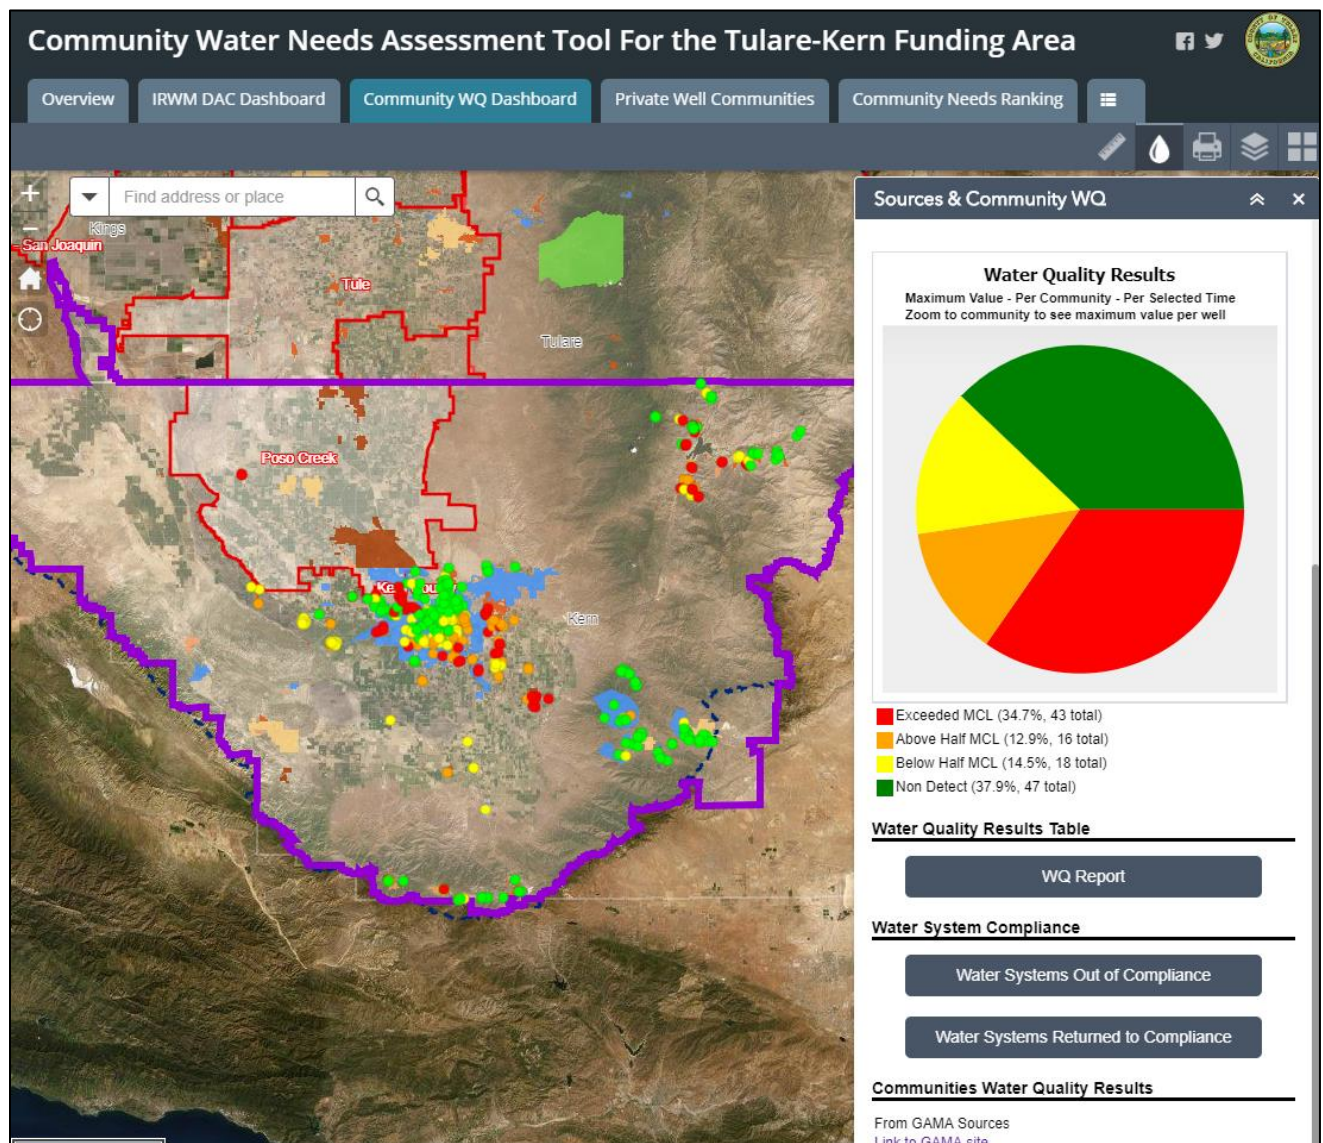 Community Water Needs Assessment Tool For the Tulare-Kern Funding Area
Overview
IRWM DAC Dashboard
Community WQ Dashboard
Private Well Communities
Community Needs Ranking
Find address or place
Kings
San Joaquin
Tule
Tulare
Poso Creek
Kern
Sources & Community WQ
Water Quality Results
Maximum Value - Per Community - Per Selected Time
Zoom to community to see maximum value per well
Exceeded MCL (34.7%, 43 total)
Above Half MCL (12.9%, 16 total)
Below Half MCL (14.5%, 18 total)
Non Detect (37.9%, 47 total)
Water Quality Results Table
WQ Report
Water System Compliance
Water Systems Out of Compliance
Water Systems Returned to Compliance
Communities Water Quality Results
From GAMA Sources
Link to GAMA site